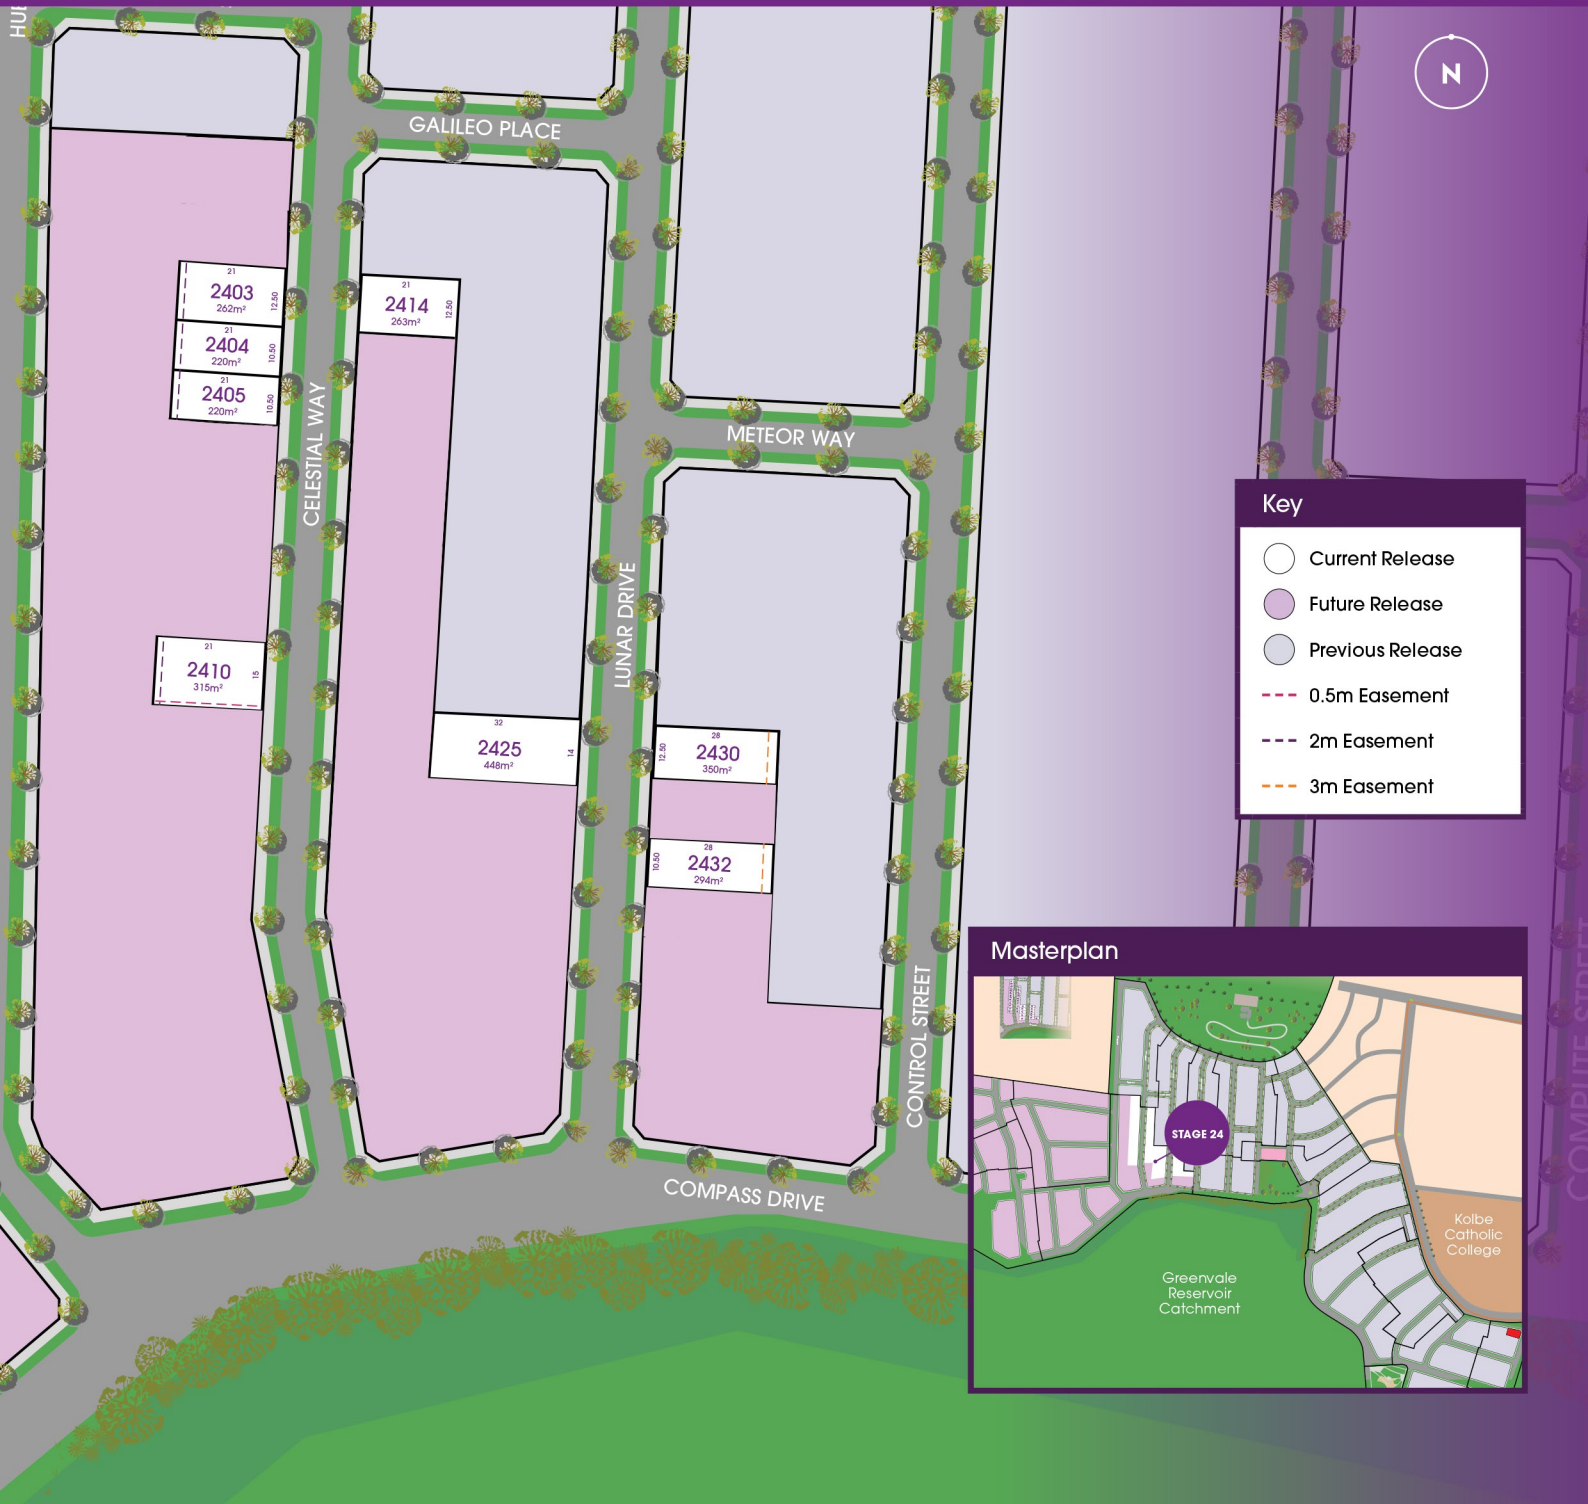 HUB
N
GALILEO PLACE
21
2403
262m²
12.50
21
2404
220m²
10.50
21
2405
220m²
10.50
21
2414
263m²
12.50
CELESTIAL WAY
METEOR WAY
LUNAR DRIVE
21
2410
315m²
15
32
2425
448m²
14
28
2430
350m²
12.50
28
2432
294m²
10.50
CONTROL STREET
COMPASS DRIVE
COMPUTE STREET
Key
Current Release
Future Release
Previous Release
0.5m Easement
2m Easement
3m Easement
Masterplan
STAGE 24
Kolbe
Catholic
College
Greenvale
Reservoir
Catchment